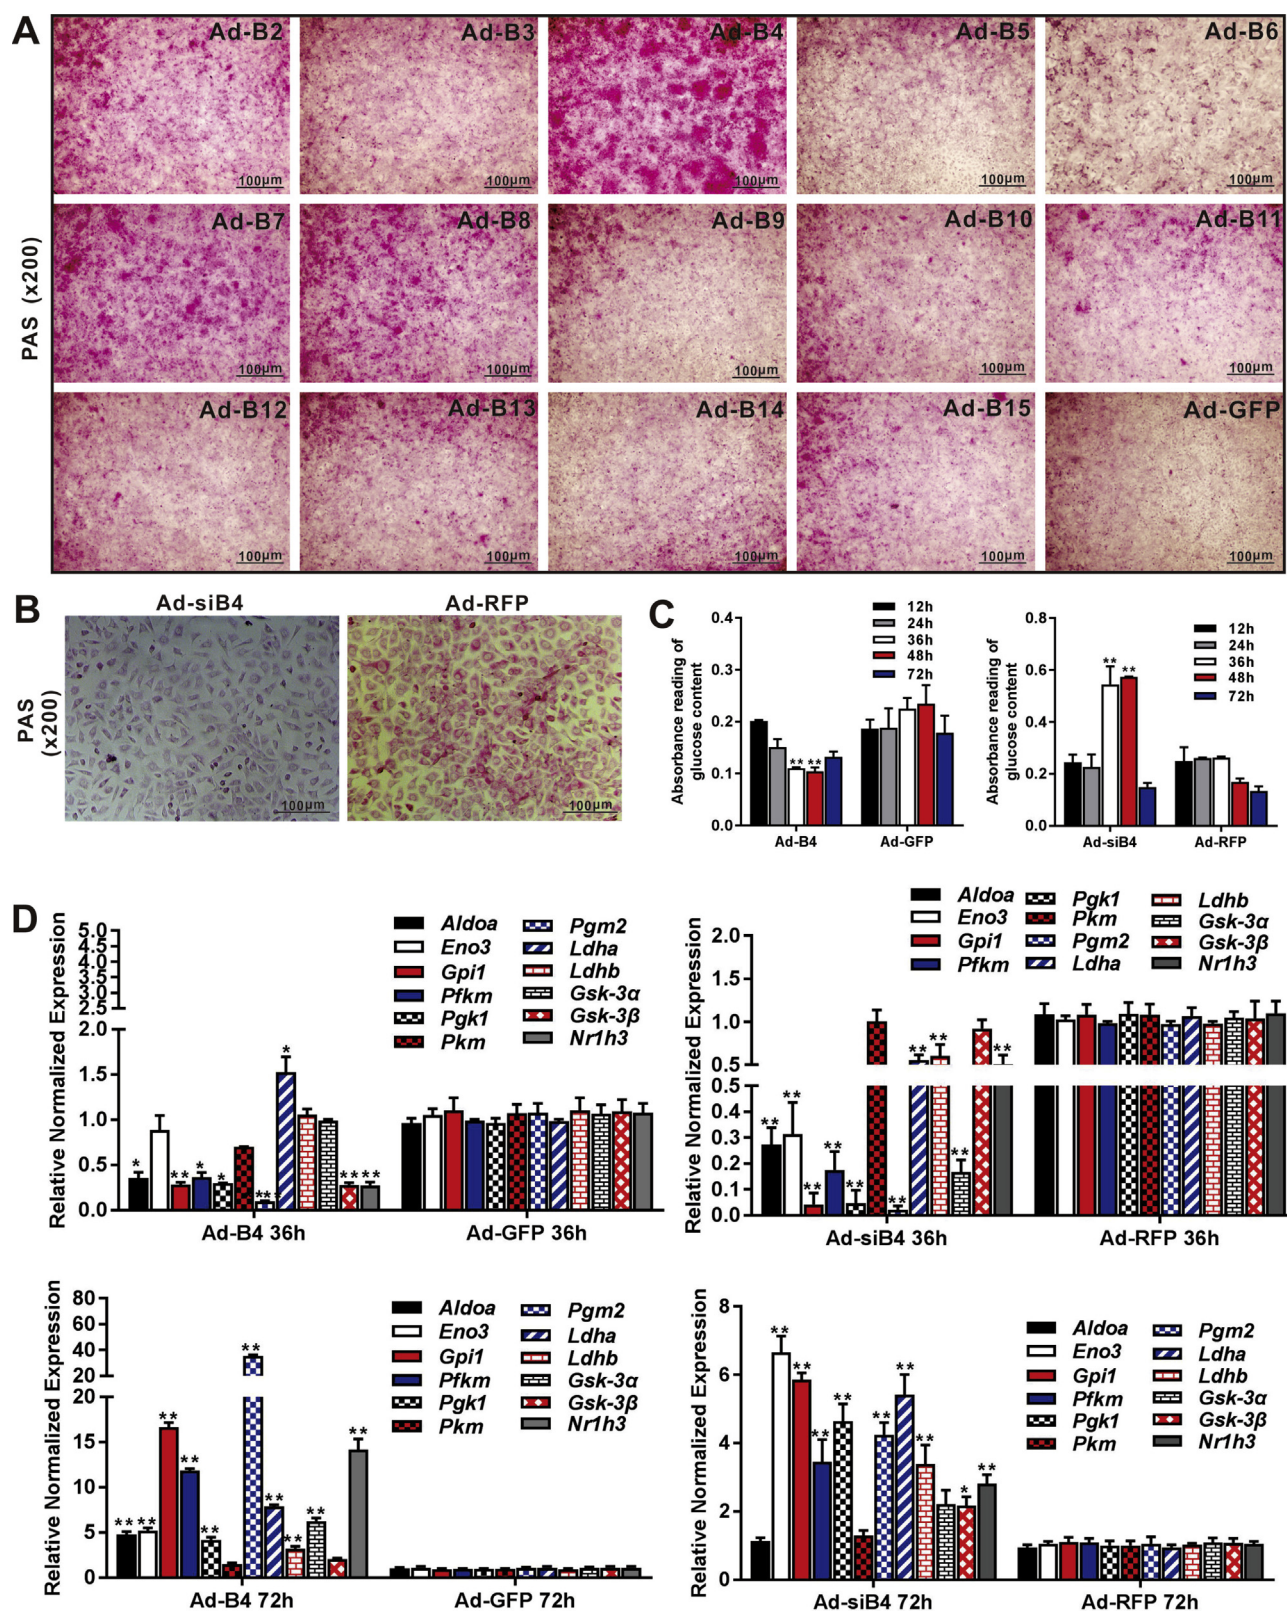 A
Ad-B2 Ad-B3 Ad-B4 Ad-B5 Ad-B6
100μm 100μm 100μm 100μm 100μm
PAS (x200)
Ad-B7 Ad-B8 Ad-B9 Ad-B10 Ad-B11
100μm 100μm 100μm 100μm 100μm
Ad-B12 Ad-B13 Ad-B14 Ad-B15 Ad-GFP
100μm 100μm 100μm 100μm 100μm
B
Ad-siB4 Ad-RFP
PAS
(x200)
100μm 100μm
C
Absorbance reading of
glucose content
0.4
0.3
0.2
0.1
0.0
12h
24h
36h
48h
72h
** **
Ad-B4 Ad-GFP
Absorbance reading of
glucose content
0.8
0.6
0.4
0.2
0.0
12h
24h
36h
48h
72h
** **
Ad-siB4 Ad-RFP
D
Relative Normalized Expression
5.0
4.5
4.0
3.5
3.0
2.5
2.0
1.5
1.0
0.5
0.0
Aldoa Pgm2
Eno3 Ldha
Gpi1 Ldhb
Pfkm Gsk-3α
Pgk1 Gsk-3β
Pkm Nr1h3
* ** * * ** * ** **
Ad-B4 36h Ad-GFP 36h
Relative Normalized Expression
2.0
1.5
1.0
0.5
0.5
0.4
0.3
0.2
0.1
0.0
Aldoa Pgk1 Ldhb
Eno3 Pkm Gsk-3α
Gpi1 Pgm2 Gsk-3β
Pfkm Ldha Nr1h3
** ** ** ** ** ** ** ** ** **
Ad-siB4 36h Ad-RFP 36h
Relative Normalized Expression
80
60
50
40
30
20
20
15
10
5
0
Aldoa Pgm2
Eno3 Ldha
Gpi1 Ldhb
Pfkm Gsk-3α
Pgk1 Gsk-3β
Pkm Nr1h3
** ** ** ** ** ** ** ** ** **
Ad-B4 72h Ad-GFP 72h
Relative Normalized Expression
8
6
4
2
0
Aldoa Pgm2
Eno3 Ldha
Gpi1 Ldhb
Pfkm Gsk-3α
Pgk1 Gsk-3β
Pkm Nr1h3
** ** ** ** ** ** ** * **
Ad-siB4 72h Ad-RFP 72h